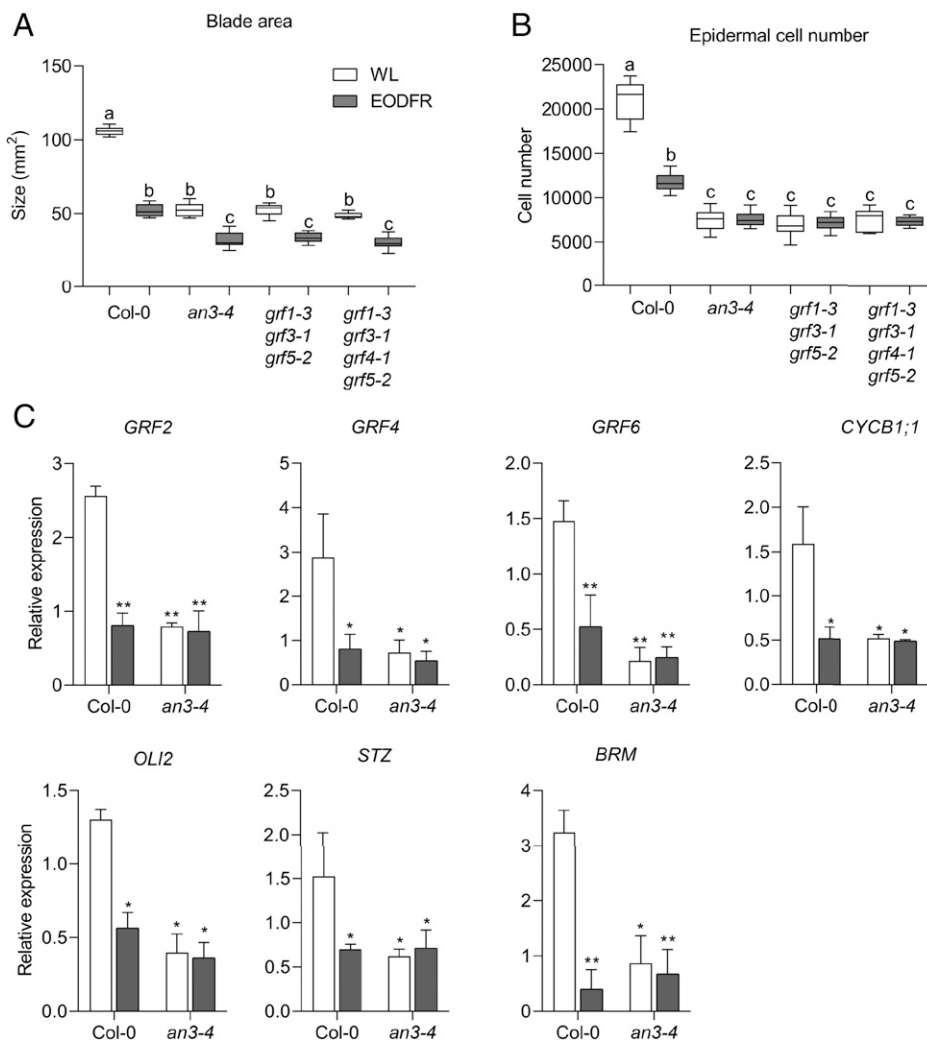 A
Blade area
Size (mm²)
150
100
50
0
WL
EODFR
a
b
b
c
b
c
b
c
Col-0
an3-4
grf1-3
grf3-1
grf5-2
grf1-3
grf3-1
grf4-1
grf5-2
B
Epidermal cell number
Cell number
25000
20000
15000
10000
5000
0
a
b
c
c
c
c
c
c
Col-0
an3-4
grf1-3
grf3-1
grf5-2
grf1-3
grf3-1
grf4-1
grf5-2
C
GRF2
Relative expression
3
2
1
0
**
**
**
Col-0
an3-4
GRF4
5
4
3
2
1
0
*
*
*
Col-0
an3-4
GRF6
2.0
1.5
1.0
0.5
0.0
**
**
**
Col-0
an3-4
CYCB1;1
2.5
2.0
1.5
1.0
0.5
0.0
*
*
*
Col-0
an3-4
OLI2
Relative expression
1.5
1.0
0.5
0.0
*
*
*
Col-0
an3-4
STZ
2.5
2.0
1.5
1.0
0.5
0.0
*
*
*
Col-0
an3-4
BRM
4
3
2
1
0
**
*
**
Col-0
an3-4